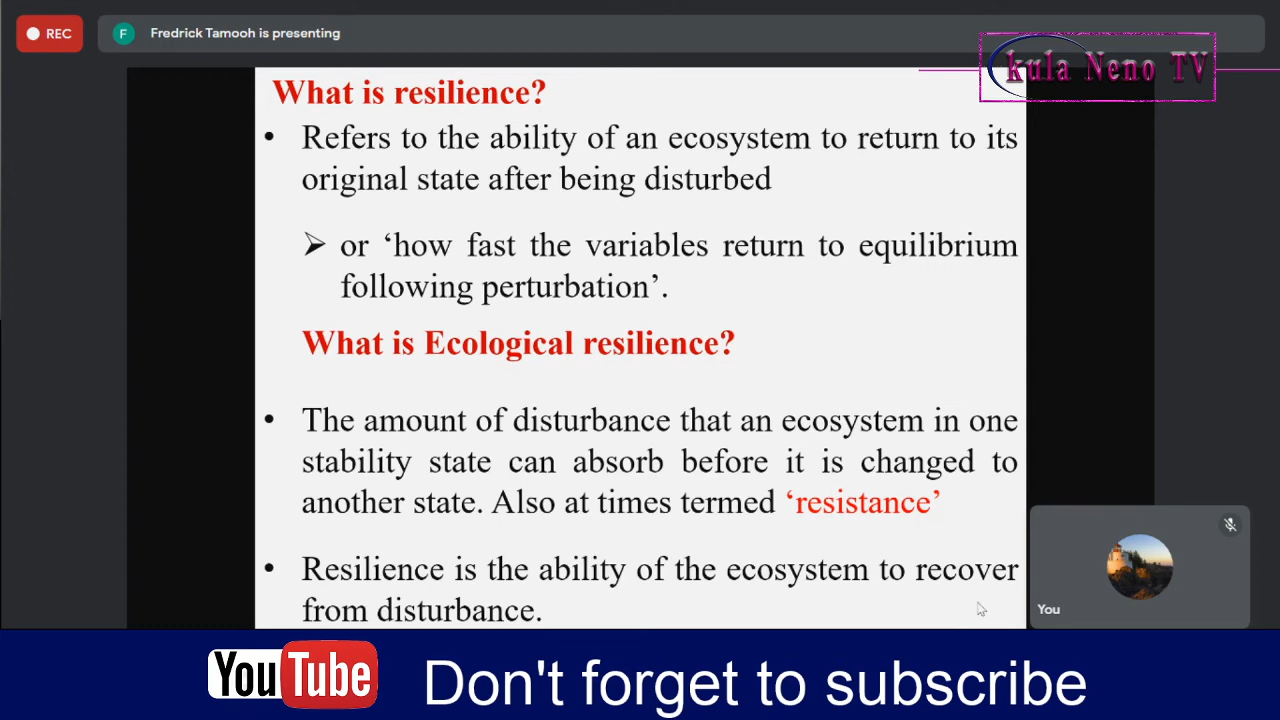 REC
F
Fredrick Tamooh is presenting
kula Neno TV
What is resilience?
• Refers to the ability of an ecosystem to return to its
original state after being disturbed
➢ or ‘how fast the variables return to equilibrium
following perturbation’.
What is Ecological resilience?
• The amount of disturbance that an ecosystem in one
stability state can absorb before it is changed to
another state. Also at times termed ‘resistance’
• Resilience is the ability of the ecosystem to recover
from disturbance.
You
YouTube
Don't forget to subscribe